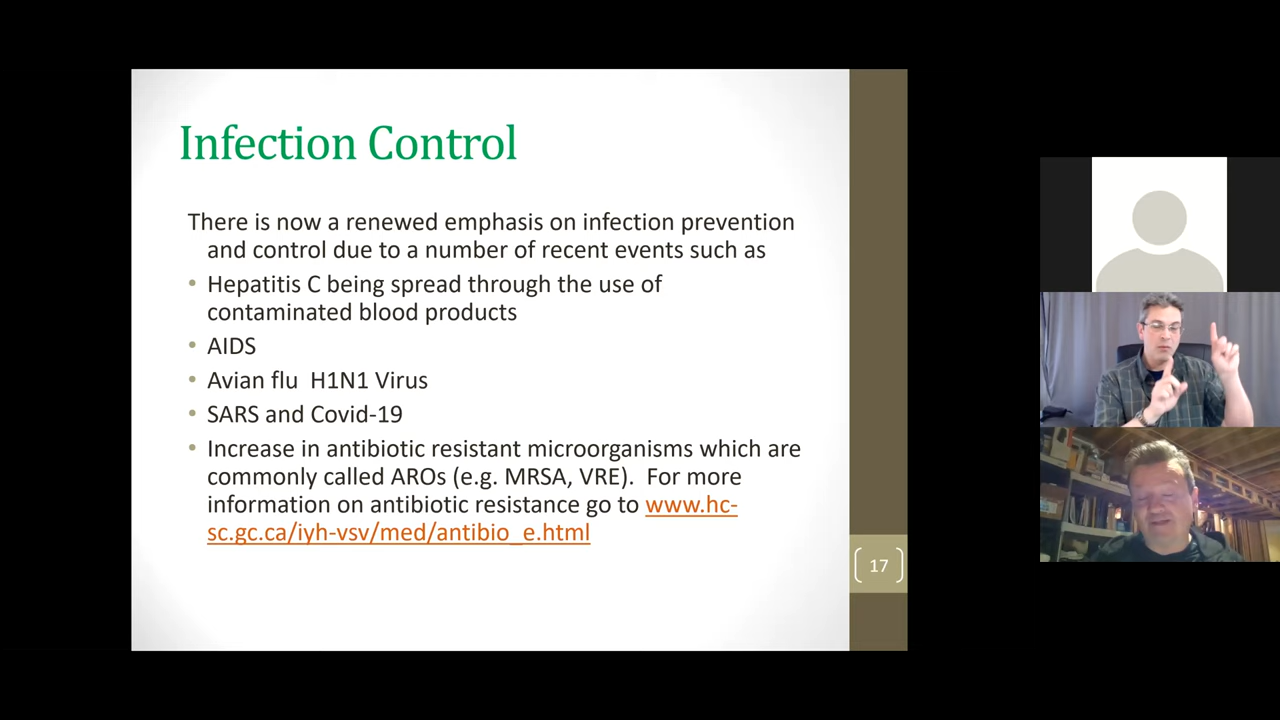 Infection Control
There is now a renewed emphasis on infection prevention
and control due to a number of recent events such as
• Hepatitis C being spread through the use of
contaminated blood products
• AIDS
• Avian flu  H1N1 Virus
• SARS and Covid-19
• Increase in antibiotic resistant microorganisms which are
commonly called AROs (e.g. MRSA, VRE).  For more
information on antibiotic resistance go to www.hc-
sc.gc.ca/iyh-vsv/med/antibio_e.html
17